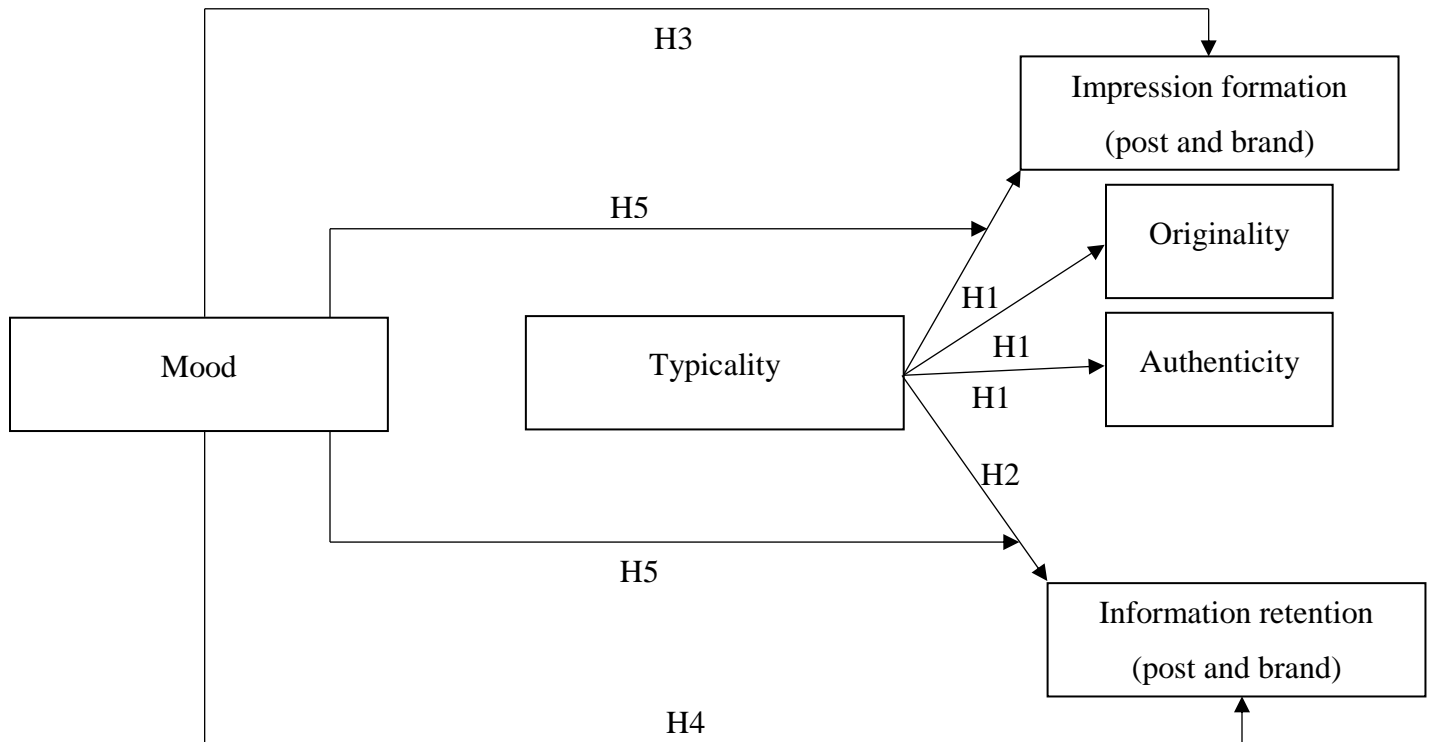 H3
Impression formation
(post and brand)
H5
Originality
H1
Mood
Typicality
H1
Authenticity
H1
H2
H5
Information retention
(post and brand)
H4